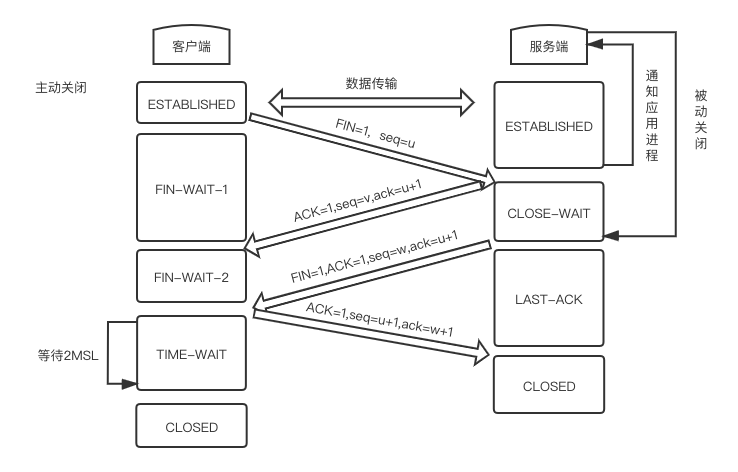 客户端
服务端
主动关闭
数据传输
ESTABLISHED
FIN=1, seq=u
ESTABLISHED
通知应用进程
被动关闭
FIN-WAIT-1
ACK=1,seq=v,ack=u+1
CLOSE-WAIT
FIN-WAIT-2
FIN=1,ACK=1,seq=w,ack=u+1
LAST-ACK
ACK=1,seq=u+1,ack=w+1
等待2MSL
TIME-WAIT
CLOSED
CLOSED